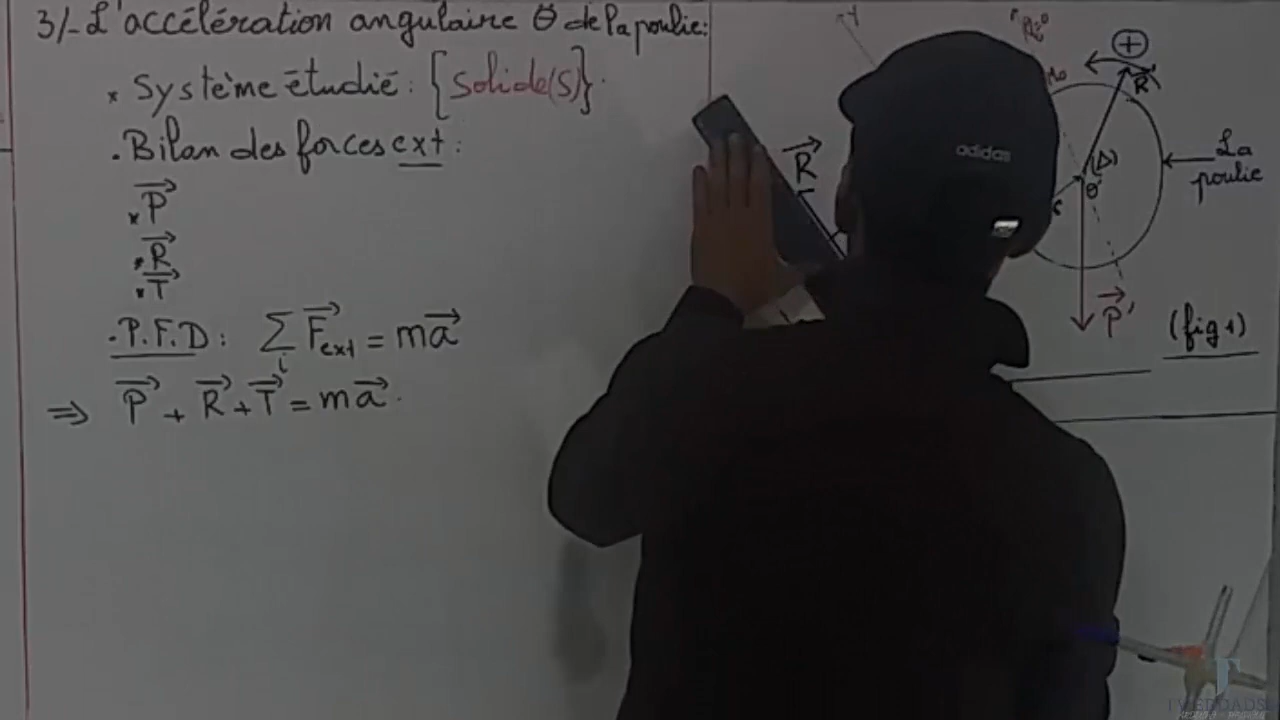 3/- L'accélération angulaire θ̈ de la poulie:
* Système étudié : {Solide(S)}.
. Bilan des forces ext :
* P⃗
* R⃗
* T⃗
. P.F.D : ∑ F⃗ext = ma⃗
i
⇒ P⃗ + R⃗ + T⃗ = ma⃗.
y
R⃗
adidas
+
R⃗'
(Δ)
θ
La
poulie
P⃗'
(fig 1)